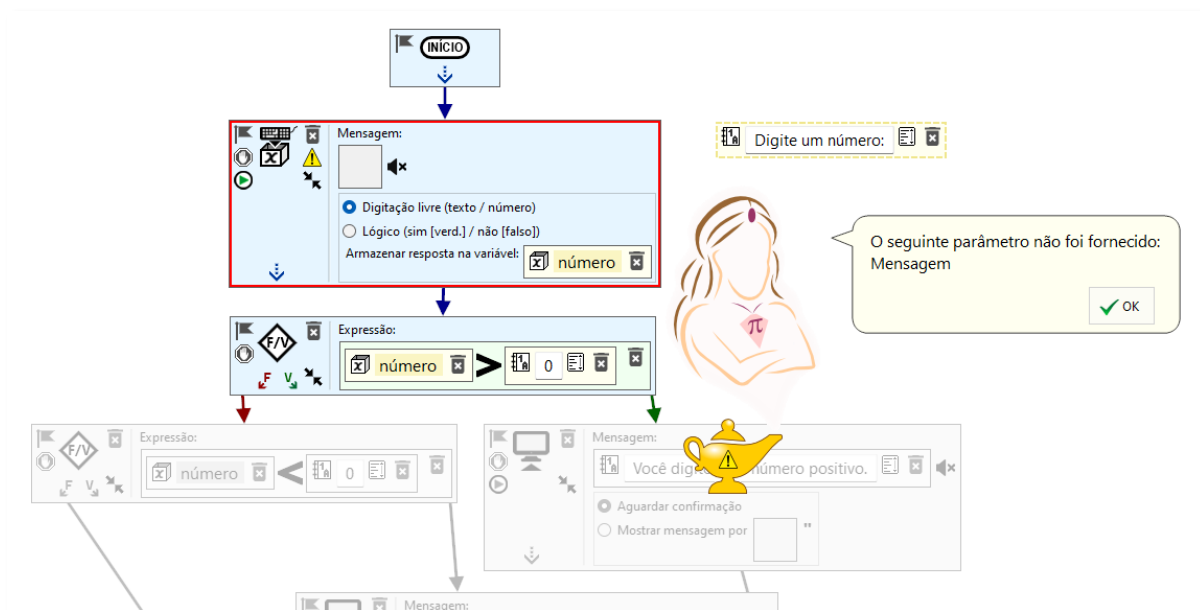 INÍCIO
Mensagem:
Digite um número:
Digitação livre (texto / número)
Lógico (sim [verd.] / não [falso])
Armazenar resposta na variável:
número
O seguinte parâmetro não foi fornecido:
Mensagem
OK
π
F/V
F
V
Expressão:
número > 0
F/V
F
V
Expressão:
número < 0
Mensagem:
Você número positivo.
Aguardar confirmação
Mostrar mensagem por "
Mensagem: